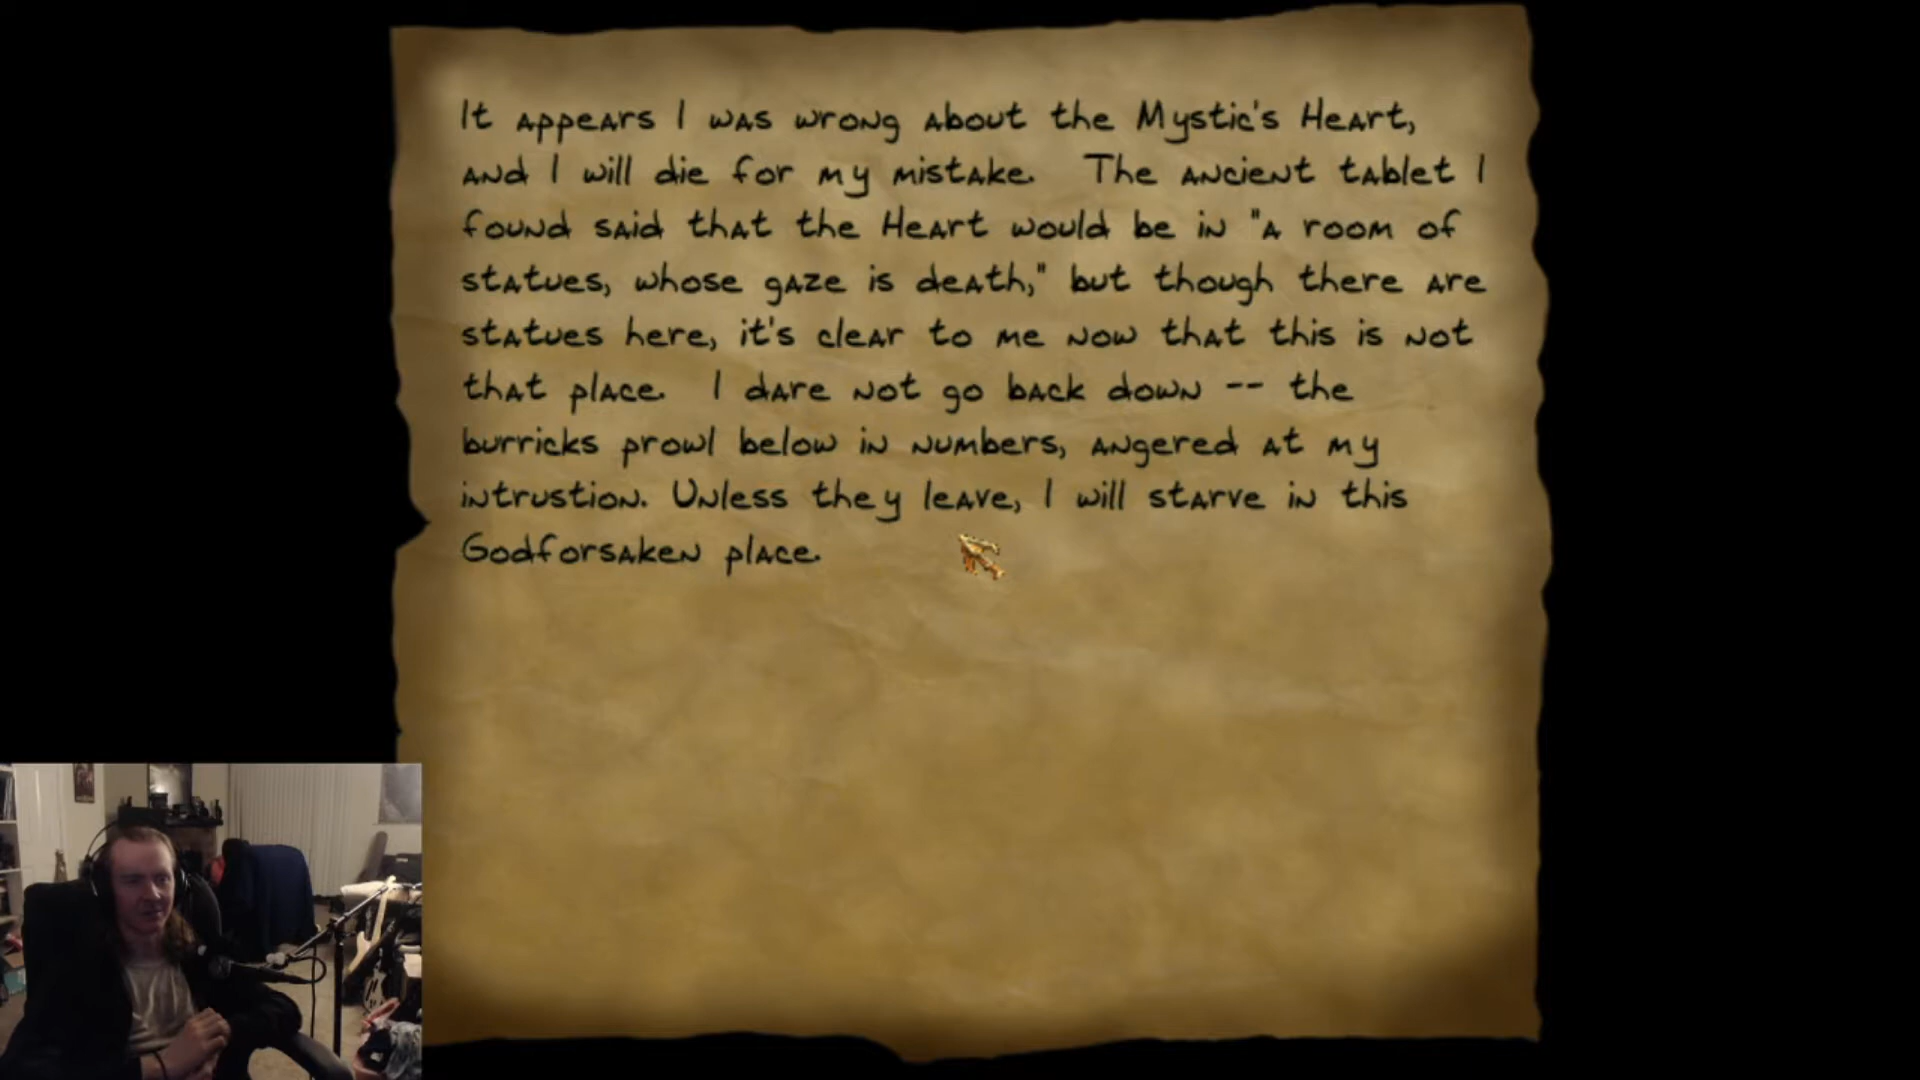 It appears I was wrong about the Mystic's Heart,
and I will die for my mistake.  The ancient tablet I
found said that the Heart would be in "a room of
statues, whose gaze is death," but though there are
statues here, it's clear to me now that this is not
that place.  I dare not go back down -- the
burricks prowl below in numbers, angered at my
intrustion. Unless they leave, I will starve in this
Godforsaken place.